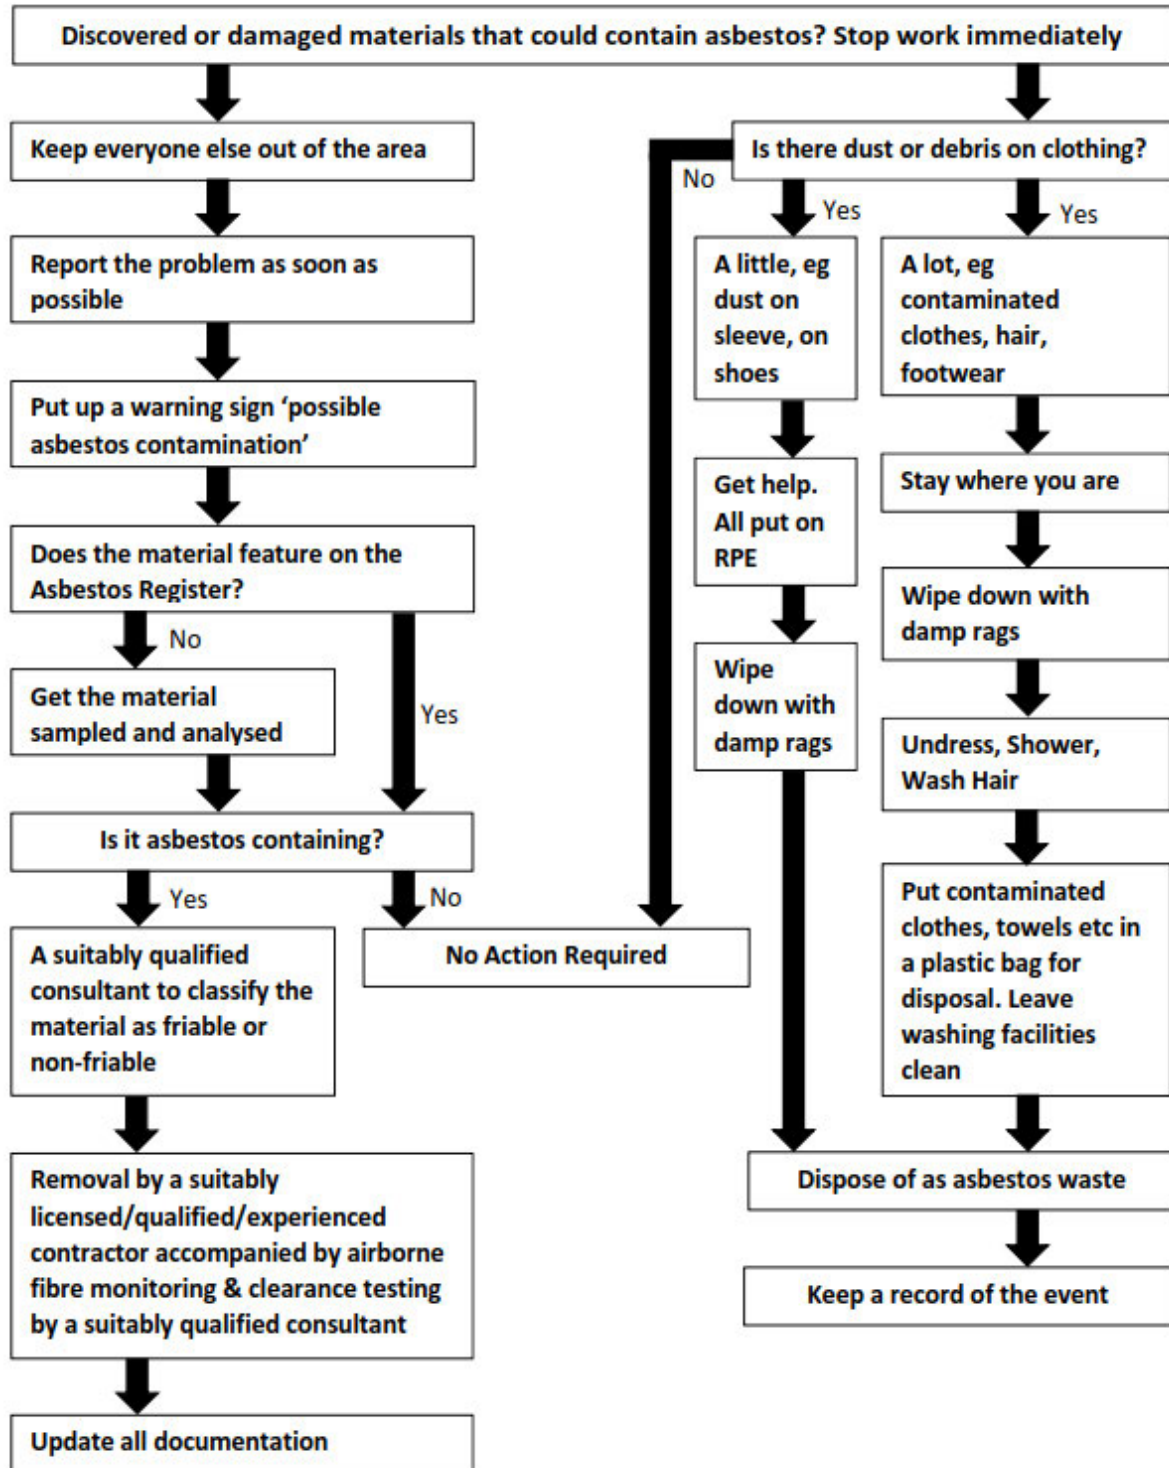 Discovered or damaged materials that could contain asbestos? Stop work immediately
Keep everyone else out of the area
Report the problem as soon as
possible
Put up a warning sign ‘possible
asbestos contamination’
Does the material feature on the
Asbestos Register?
No
Yes
Get the material
sampled and analysed
Is it asbestos containing?
Yes
No
A suitably qualified
consultant to classify the
material as friable or
non-friable
No Action Required
Removal by a suitably
licensed/qualified/experienced
contractor accompanied by airborne
fibre monitoring & clearance testing
by a suitably qualified consultant
Update all documentation
Is there dust or debris on clothing?
No
Yes
Yes
A little, eg
dust on
sleeve, on
shoes
Get help.
All put on
RPE
Wipe
down with
damp rags
A lot, eg
contaminated
clothes, hair,
footwear
Stay where you are
Wipe down with
damp rags
Undress, Shower,
Wash Hair
Put contaminated
clothes, towels etc in
a plastic bag for
disposal. Leave
washing facilities
clean
Dispose of as asbestos waste
Keep a record of the event